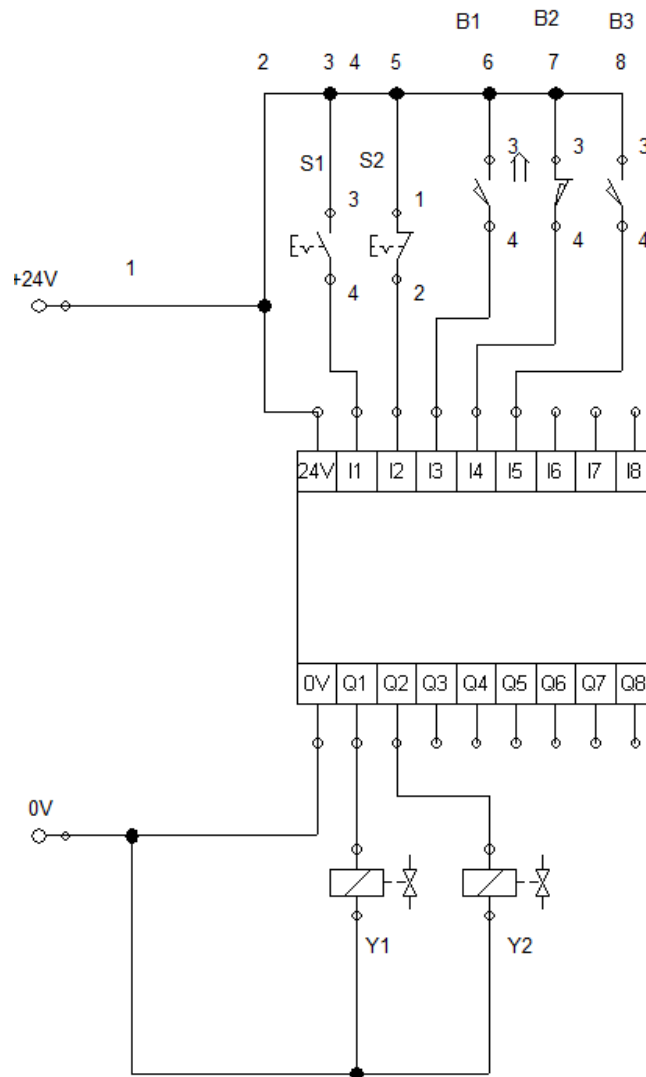 B1 B2 B3
2 3 4 5 6 7 8
S1 S2 3 3 3
3 1
4 4 4
+24V 1 4 2
24V I1 I2 I3 I4 I5 I6 I7 I8
0V Q1 Q2 Q3 Q4 Q5 Q6 Q7 Q8
0V
Y1 Y2